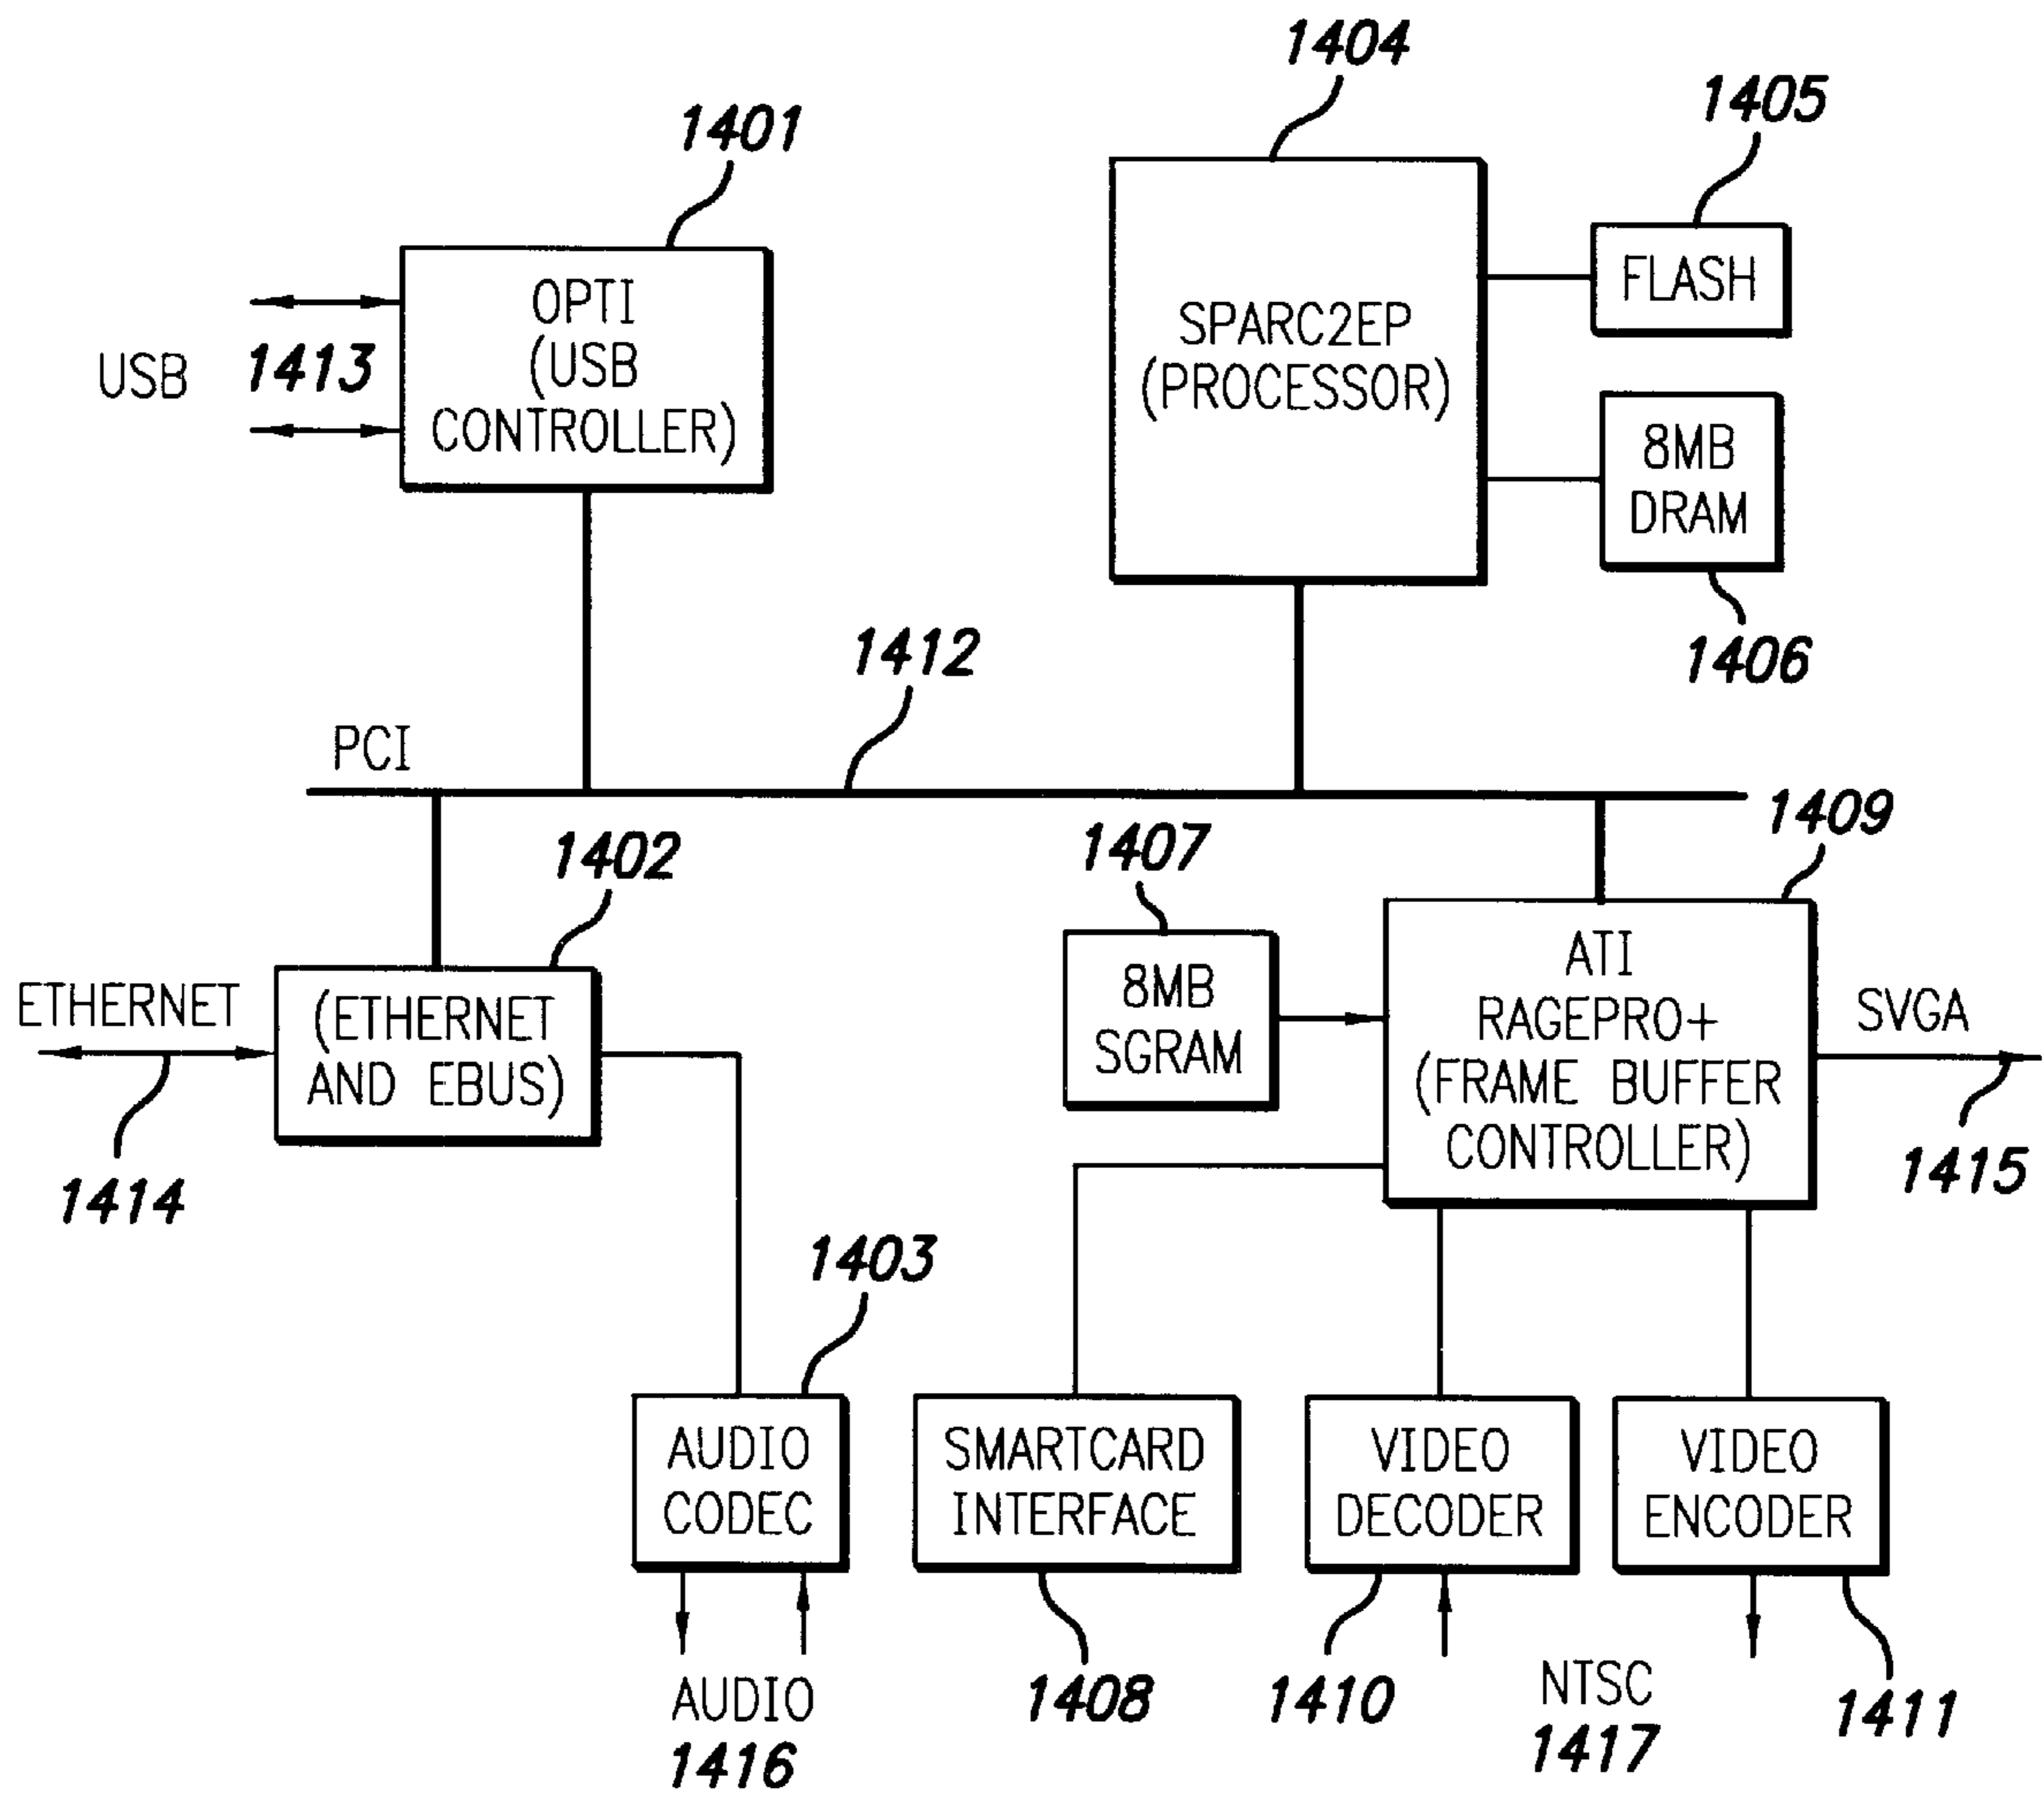 1404
1405
1401
OPTI
(USB
CONTROLLER)
USB
1413
SPARC2EP
(PROCESSOR)
FLASH
8MB
DRAM
1406
1412
PCI
1409
1407
1402
8MB
SGRAM
ATI
RAGEPRO+
(FRAME BUFFER
CONTROLLER)
SVGA
1415
ETHERNET
(ETHERNET
AND EBUS)
1414
1403
AUDIO
CODEC
SMARTCARD
INTERFACE
VIDEO
DECODER
VIDEO
ENCODER
AUDIO
1416
1408
1410
NTSC
1417
1411